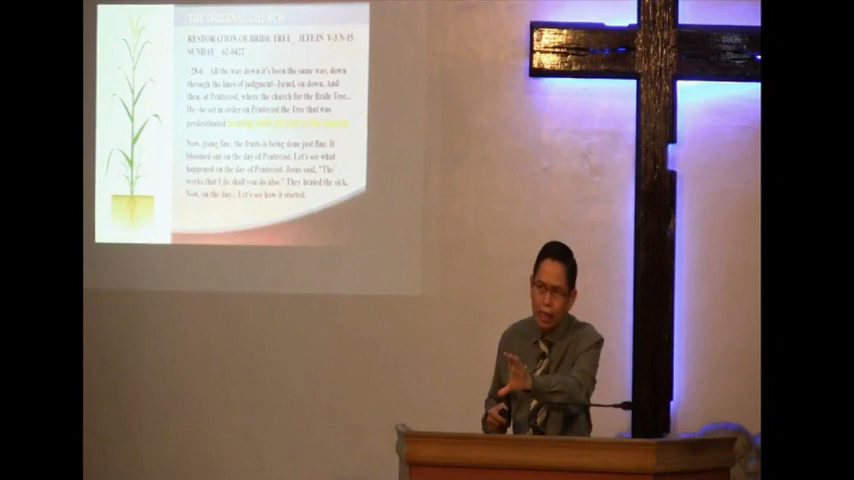 THE ORIGINAL CHURCH
RESTORATION OF BRIDE TREE_ JEFF.IN V-3 N-15
SUNDAY_ 62-0422
28-6 All the way down it's been the same way, down
through the lines of judgment--Israel, on down. And
then, at Pentecost, where the church for the Bride Tree...
He--he set in order on Pentecost the Tree that was
predestinated
Now, going fine, the fruits is being done just fine. It
bloomed out on the day of Pentecost. Let's see what
happened on the day of Pentecost. Jesus said, "The
works that I do shall you do also." They healed the sick.
Now, on the day... Let's see how it started.